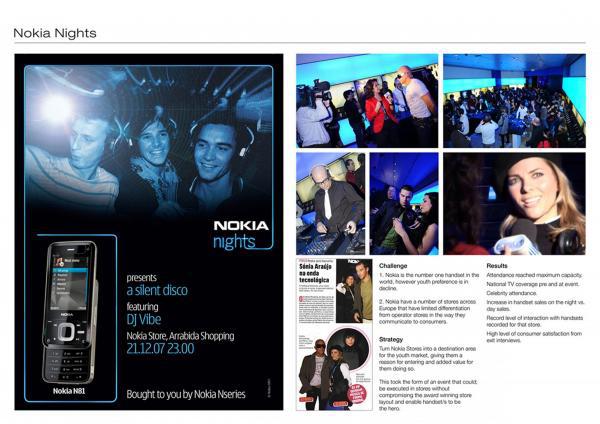 Nokia Nights
NOKIA
nights
presents
a silent disco
featuring
DJ Vibe
Nokia Store, Arrabida Shopping
21.12.07 23.00
NOKIA
Nokia N81
Bought to you by Nokia Nseries
Sónia Araújo
na onda
tecnológica
Challenge
1. Nokia is the number one handset in the
world, however youth preference is in
decline.
2. Nokia have a number of stores across
Europe that have limited differentiation
from operator stores in the way they
communicate to consumers.
Strategy
Turn Nokia Stores into a destination area
for the youth market, giving them a
reason for entering and added value for
them doing so.
This took the form of an event that could;
be executed in stores without
compromising the award winning store
layout and enable handset/s to be
the hero.
Results
Attendance reached maximum capacity.
National TV coverage pre and at event.
Celebrity attendance.
Increase in handset sales on the night vs.
day sales.
Record level of interaction with handsets
recorded for that store.
High level of consumer satisfaction from
exit interviews.